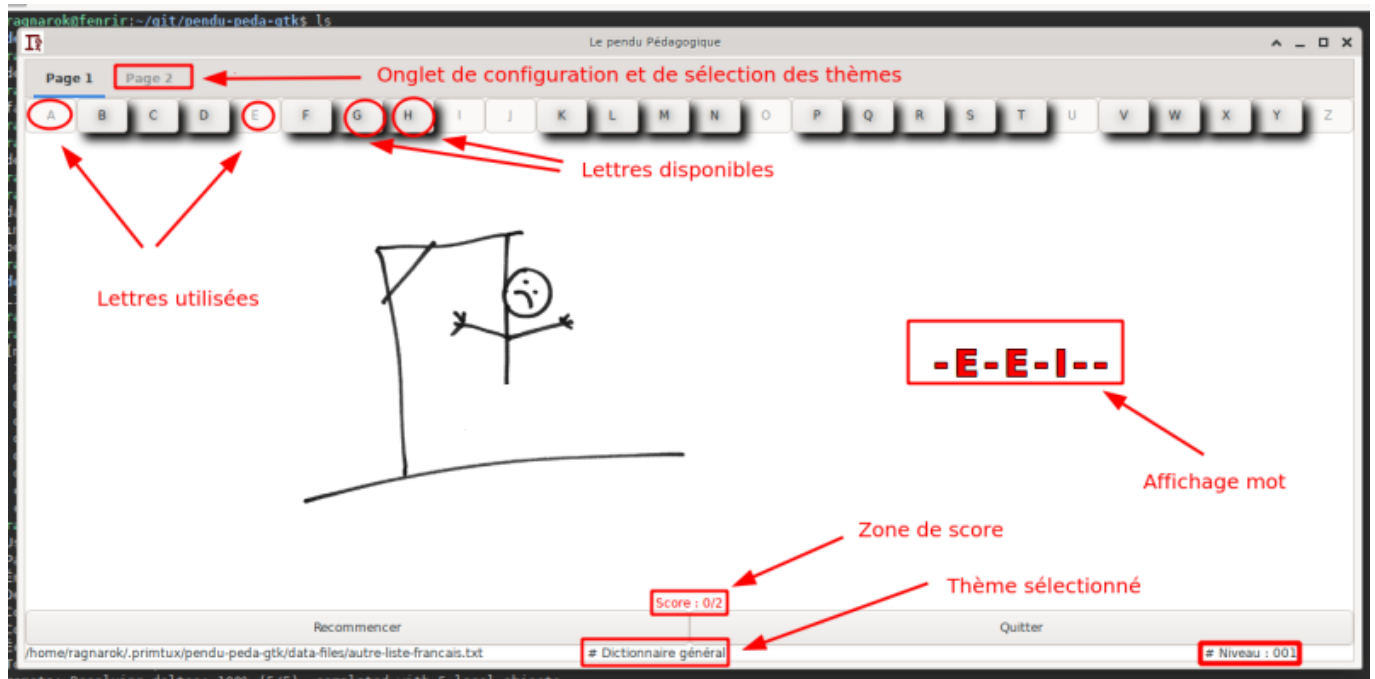 ragnarok@fenrir:~/git/pendu-peda-gtk$ ls
Le pendu Pédagogique
Page 1 Page 2 Onglet de configuration et de sélection des thèmes
A B C D E F G H I J K L M N O P Q R S T U V W X Y Z
Lettres disponibles
Lettres utilisées
-E-E-I--
Affichage mot
Zone de score
Thème sélectionné
Score : 0/2
Recommencer Quitter
/home/ragnarok/.primtux/pendu-peda-gtk/data-files/autre-liste-francais.txt # Dictionnaire général # Niveau : 001